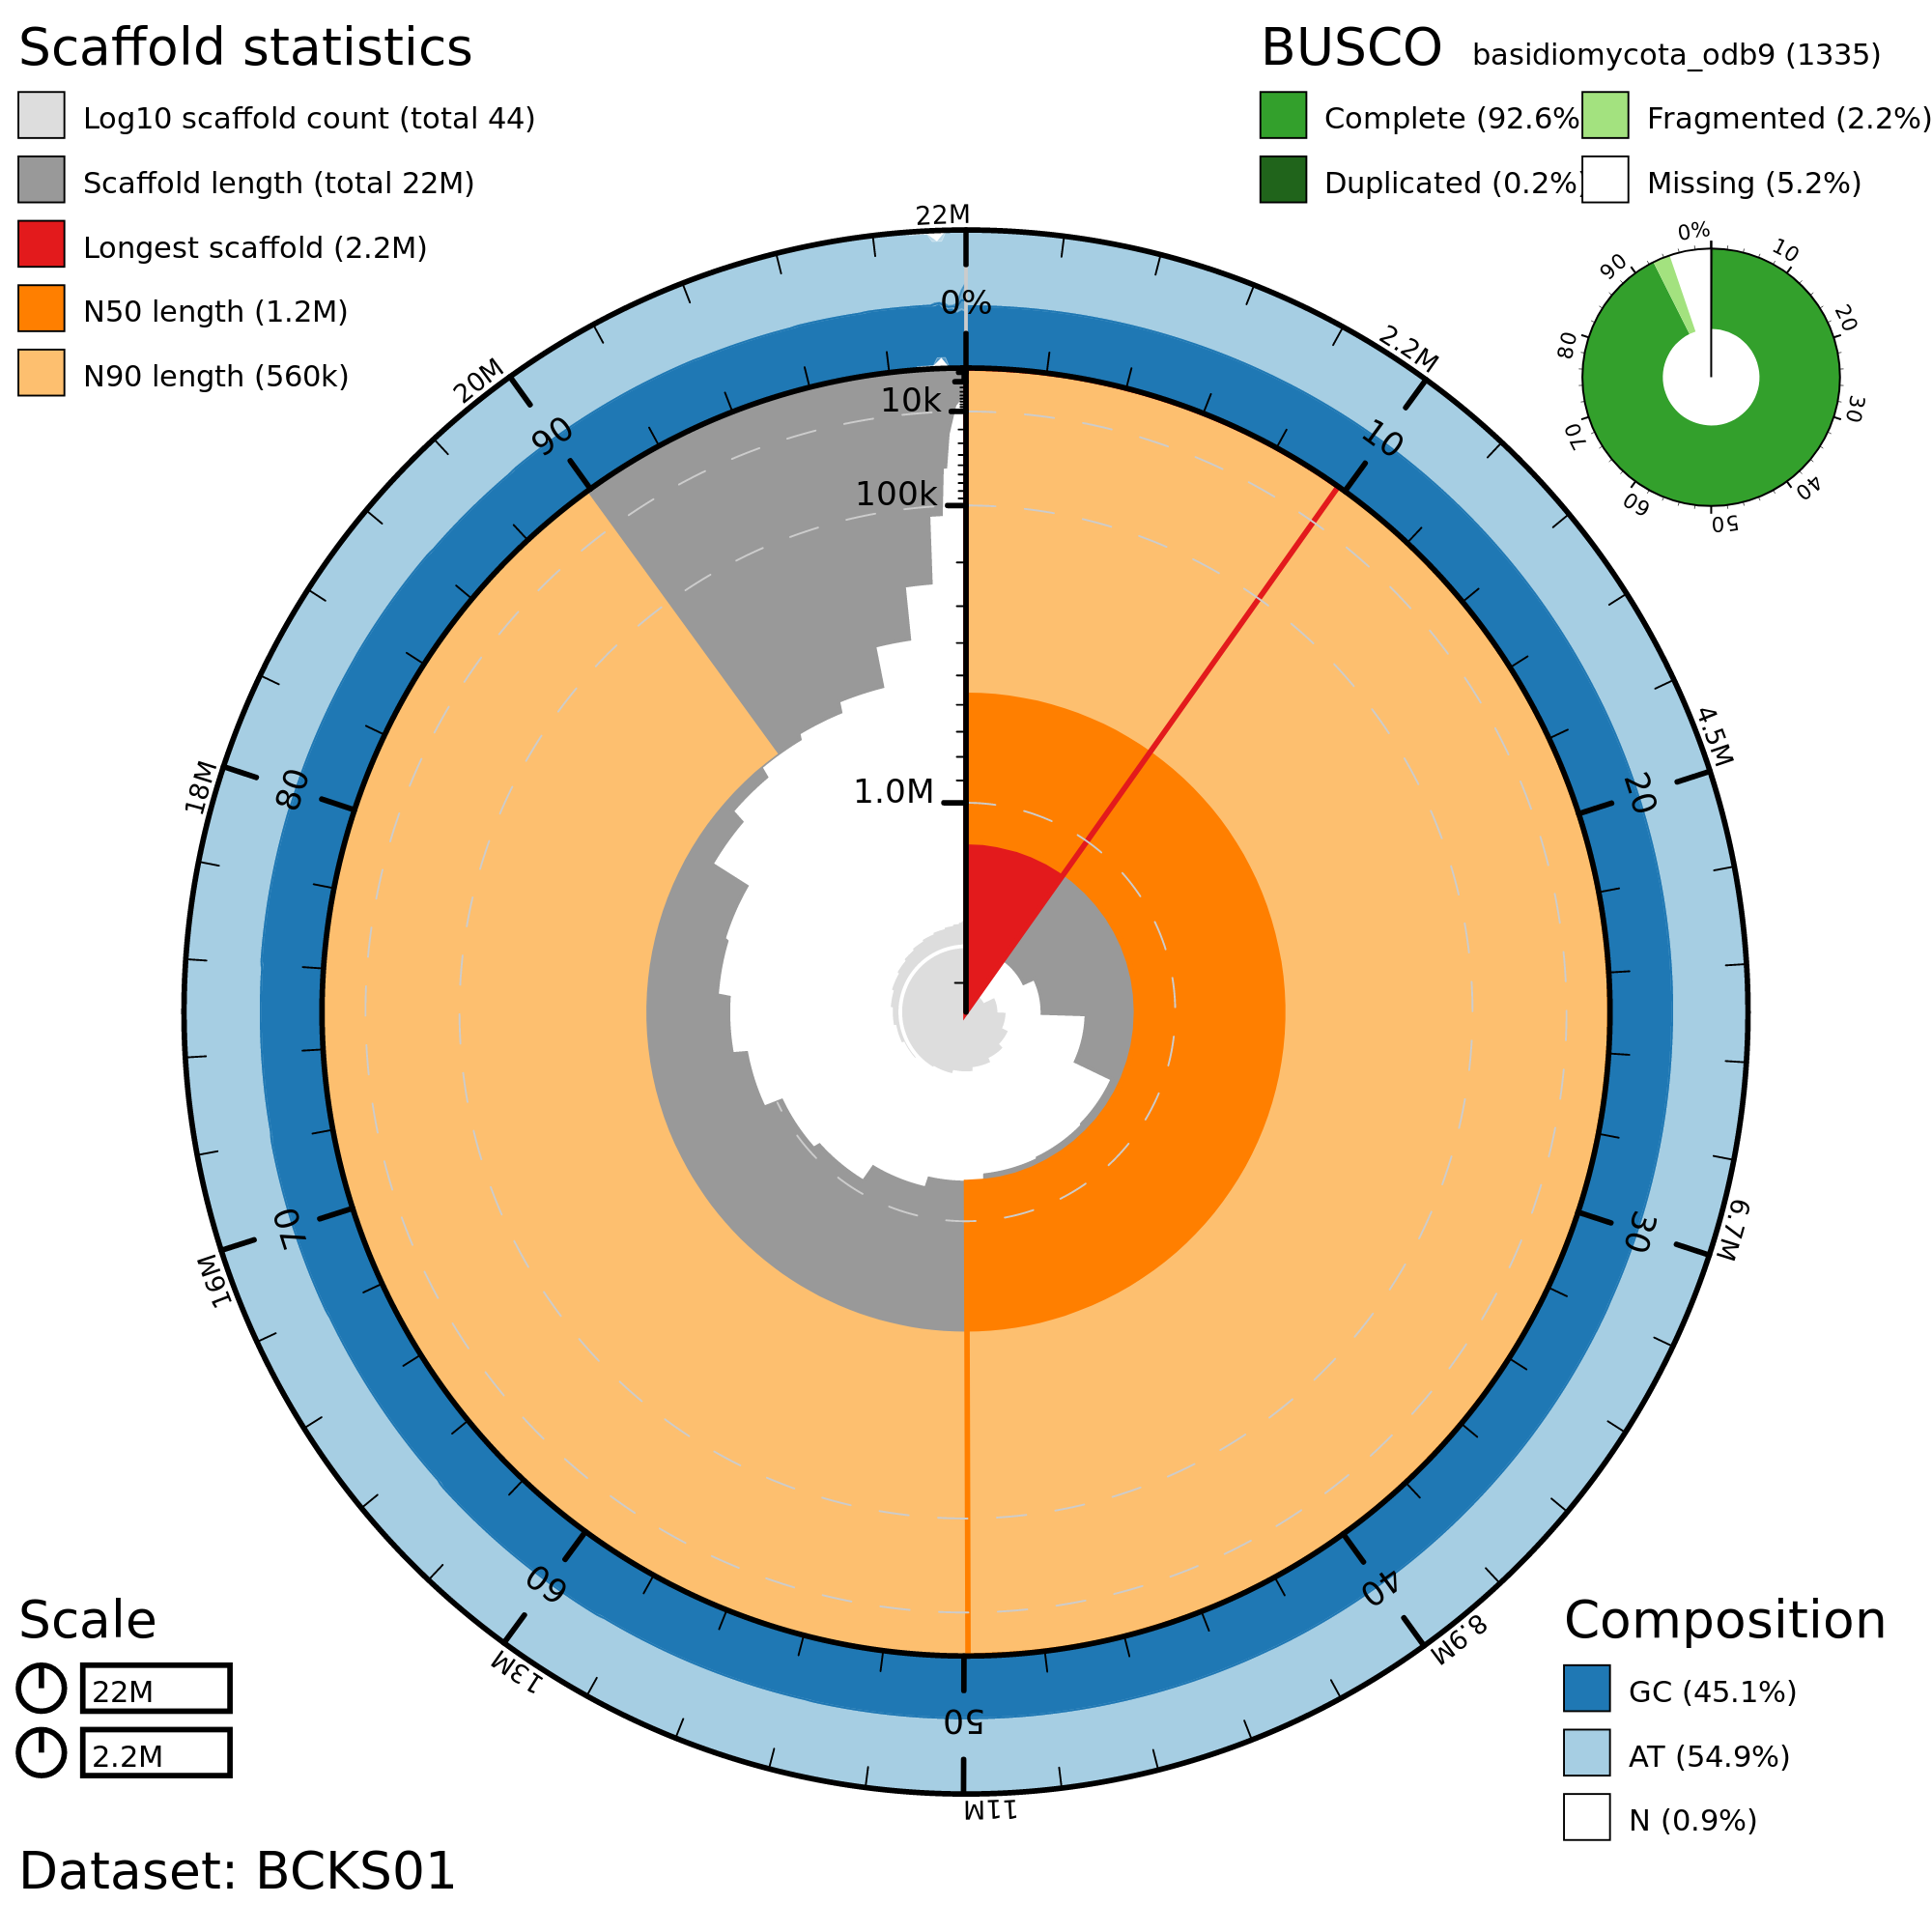 Scaffold statistics
Log10 scaffold count (total 44)
Scaffold length (total 22M)
Longest scaffold (2.2M)
N50 length (1.2M)
N90 length (560k)
BUSCO basidiomycota_odb9 (1335)
Complete (92.6%
Fragmented (2.2%)
Duplicated (0.2%)
Missing (5.2%)
0%
10
20
30
40
50
60
70
80
90
22M
2.2M
4.5M
6.7M
8.9M
11M
13M
16M
18M
20M
0%
10
20
30
40
50
60
70
80
90
10k
100k
1.0M
Scale
22M
2.2M
Composition
GC (45.1%)
AT (54.9%)
N (0.9%)
Dataset: BCKS01